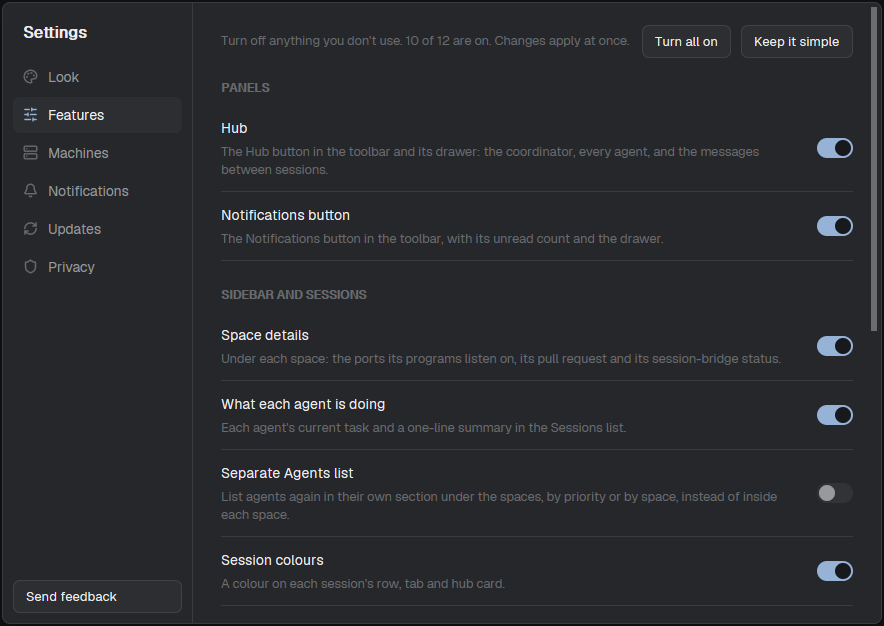 Settings
Look
Features
Machines
Notifications
Updates
Privacy
Send feedback
Turn off anything you don't use. 10 of 12 are on. Changes apply at once.
Turn all on
Keep it simple
PANELS
Hub
The Hub button in the toolbar and its drawer: the coordinator, every agent, and the messages
between sessions.
Notifications button
The Notifications button in the toolbar, with its unread count and the drawer.
SIDEBAR AND SESSIONS
Space details
Under each space: the ports its programs listen on, its pull request and its session-bridge status.
What each agent is doing
Each agent's current task and a one-line summary in the Sessions list.
Separate Agents list
List agents again in their own section under the spaces, by priority or by space, instead of inside
each space.
Session colours
A colour on each session's row, tab and hub card.